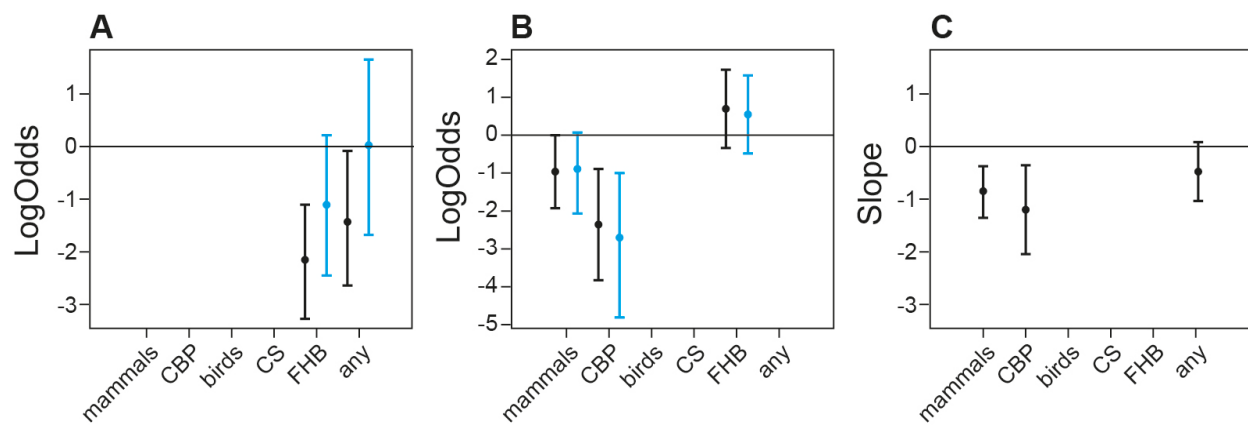 A
LogOdds
1
0
-1
-2
-3
mammals
CBP
birds
CS
FHB
any
B
LogOdds
2
1
0
-1
-2
-3
-4
-5
mammals
CBP
birds
CS
FHB
any
C
Slope
1
0
-1
-2
-3
mammals
CBP
birds
CS
FHB
any